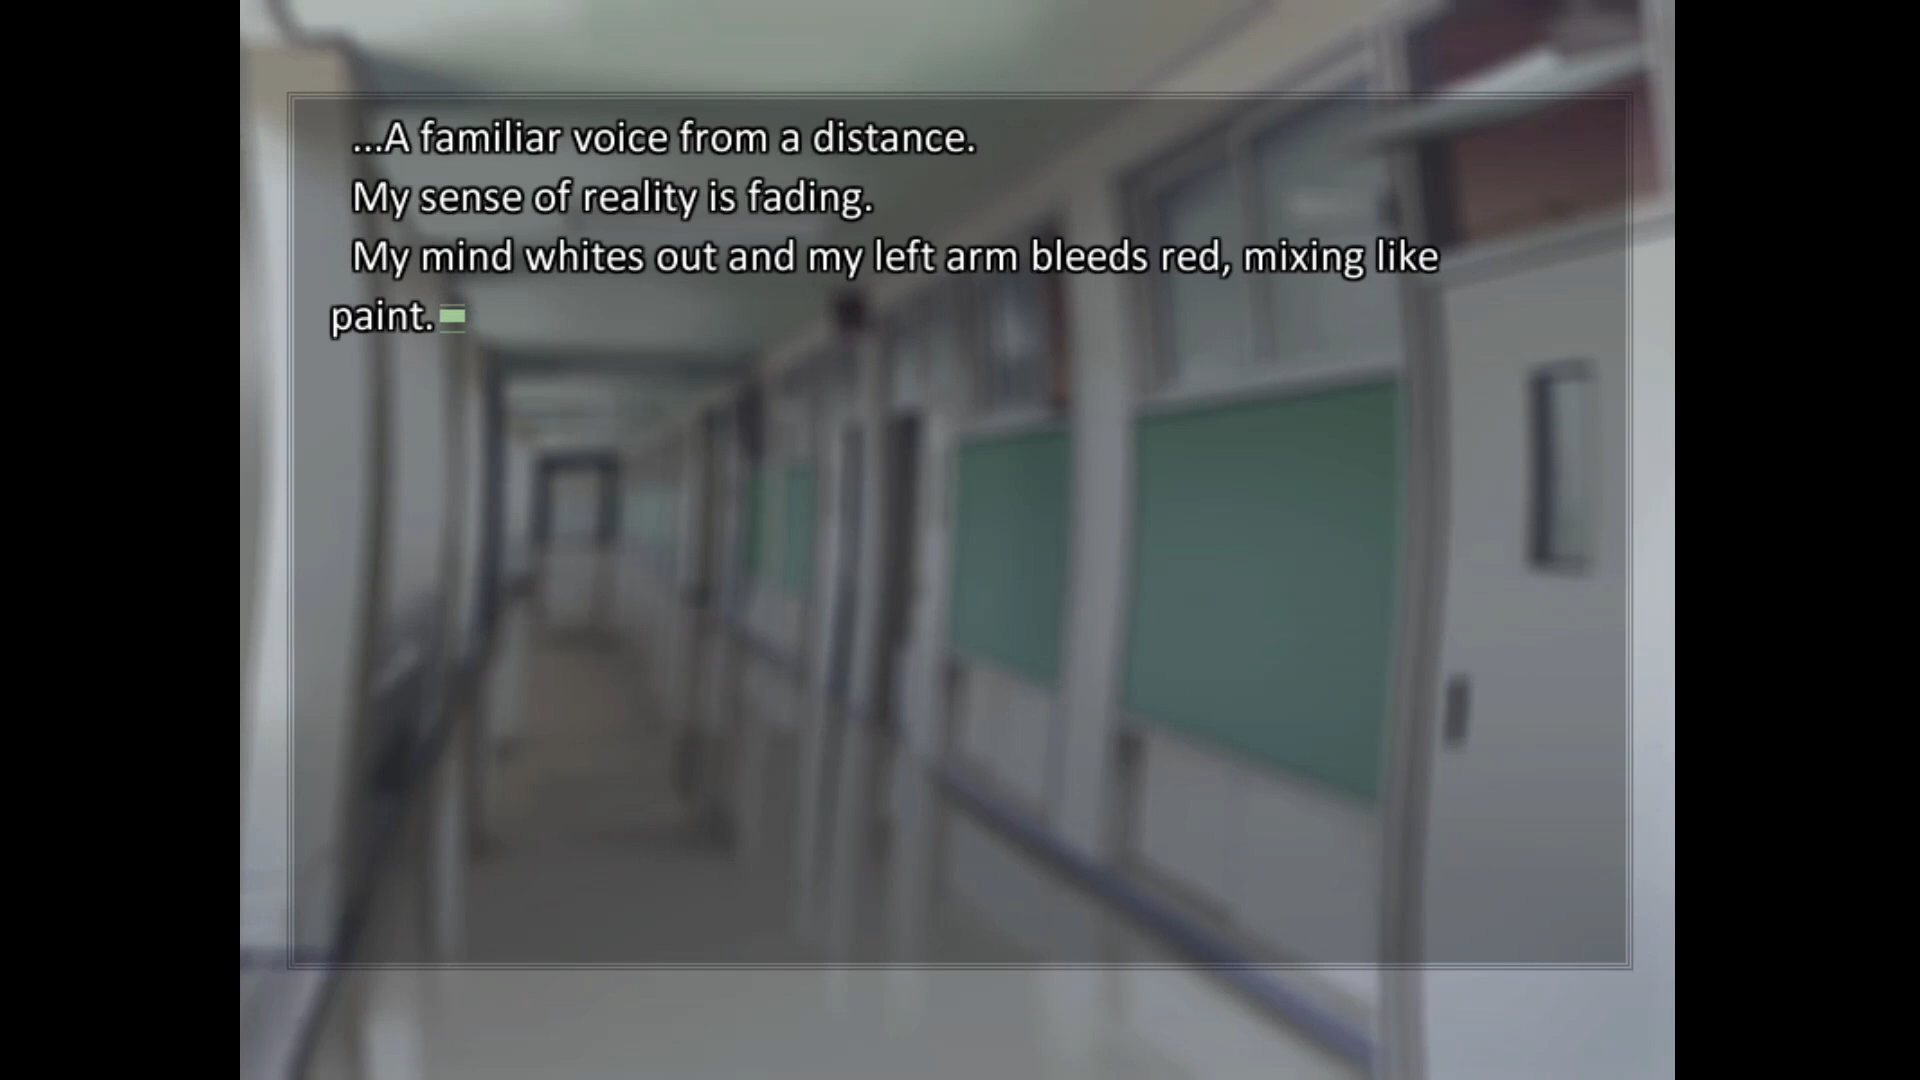 ...A familiar voice from a distance.
My sense of reality is fading.
My mind whites out and my left arm bleeds red, mixing like
paint.